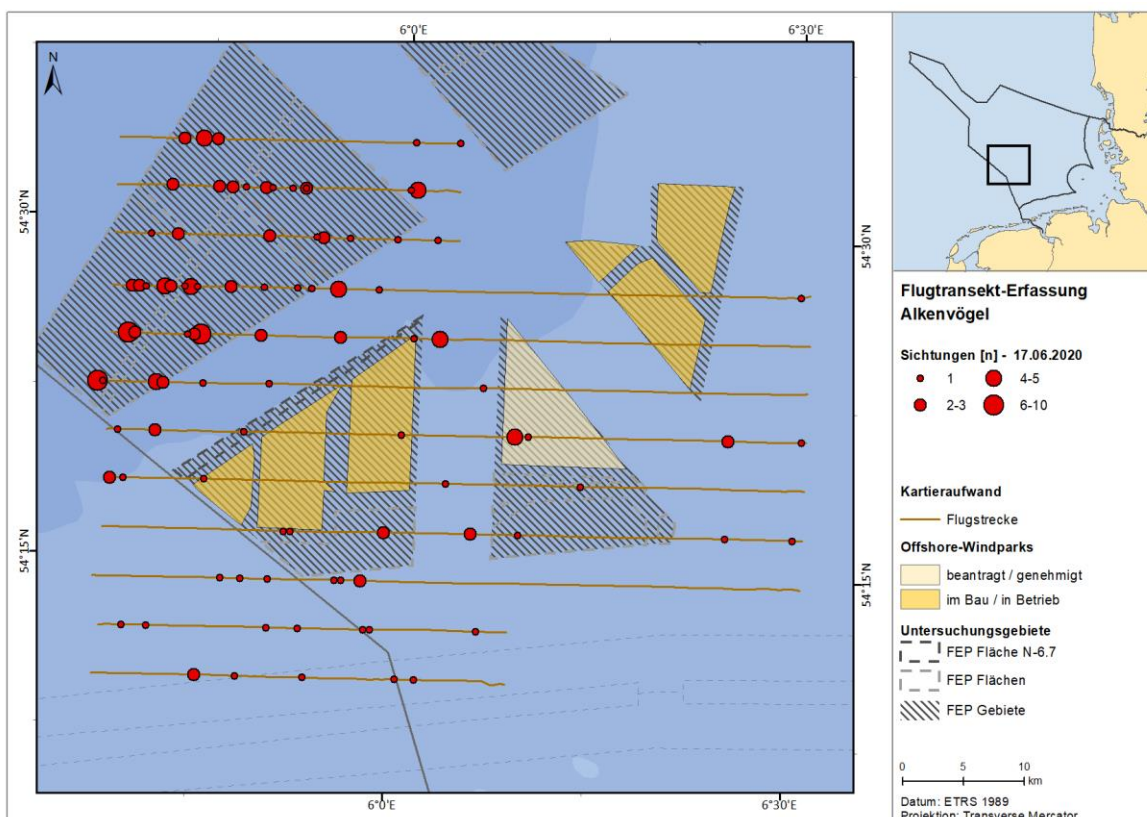 6°0'E
6°30'E
N
54°30'N
54°30'N
54°15'N
54°15'N
6°0'E
6°30'E
Flugtransekt-Erfassung
Alkenvögel
Sichtungen [n] - 17.06.2020
1
4-5
2-3
6-10
Kartieraufwand
Flugstrecke
Offshore-Windparks
beantragt / genehmigt
im Bau / in Betrieb
Untersuchungsgebiete
FEP Fläche N-6.7
FEP Flächen
FEP Gebiete
0 5 10
km
Datum: ETRS 1989
Projektion: Transverse Mercator